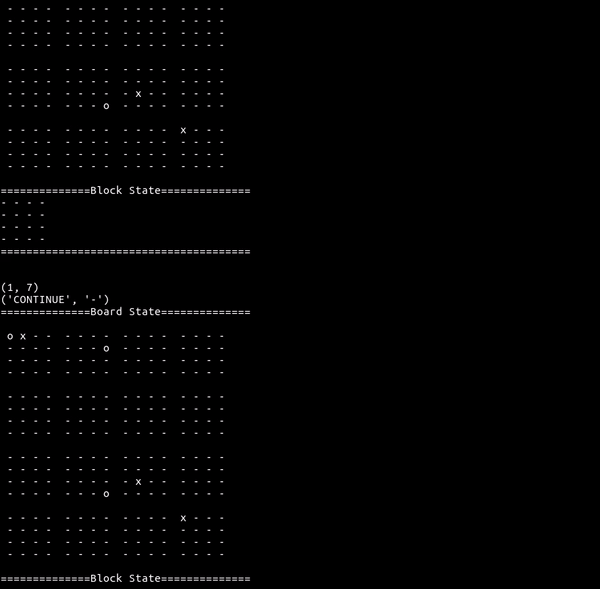 - - - -  - - - -  - - - -  - - - -
- - - -  - - - -  - - - -  - - - -
- - - -  - - - -  - - - -  - - - -
- - - -  - - - -  - - - -  - - - -

- - - -  - - - -  - - - -  - - - -
- - - -  - - - -  - - - -  - - - -
- - - -  - - - -  - x - -  - - - -
- - - -  - - - o  - - - -  - - - -

- - - -  - - - -  - - - -  x - - -
- - - -  - - - -  - - - -  - - - -
- - - -  - - - -  - - - -  - - - -
- - - -  - - - -  - - - -  - - - -

==============Block State==============
- - - -
- - - -
- - - -
- - - -
=======================================

(1, 7)
('CONTINUE', '-')
==============Board State==============

o x - -  - - - -  - - - -  - - - -
- - - -  - - - o  - - - -  - - - -
- - - -  - - - -  - - - -  - - - -
- - - -  - - - -  - - - -  - - - -

- - - -  - - - -  - - - -  - - - -
- - - -  - - - -  - - - -  - - - -
- - - -  - - - -  - - - -  - - - -
- - - -  - - - -  - - - -  - - - -

- - - -  - - - -  - - - -  - - - -
- - - -  - - - -  - - - -  - - - -
- - - -  - - - -  - x - -  - - - -
- - - -  - - - o  - - - -  - - - -

- - - -  - - - -  - - - -  x - - -
- - - -  - - - -  - - - -  - - - -
- - - -  - - - -  - - - -  - - - -
- - - -  - - - -  - - - -  - - - -

==============Block State==============